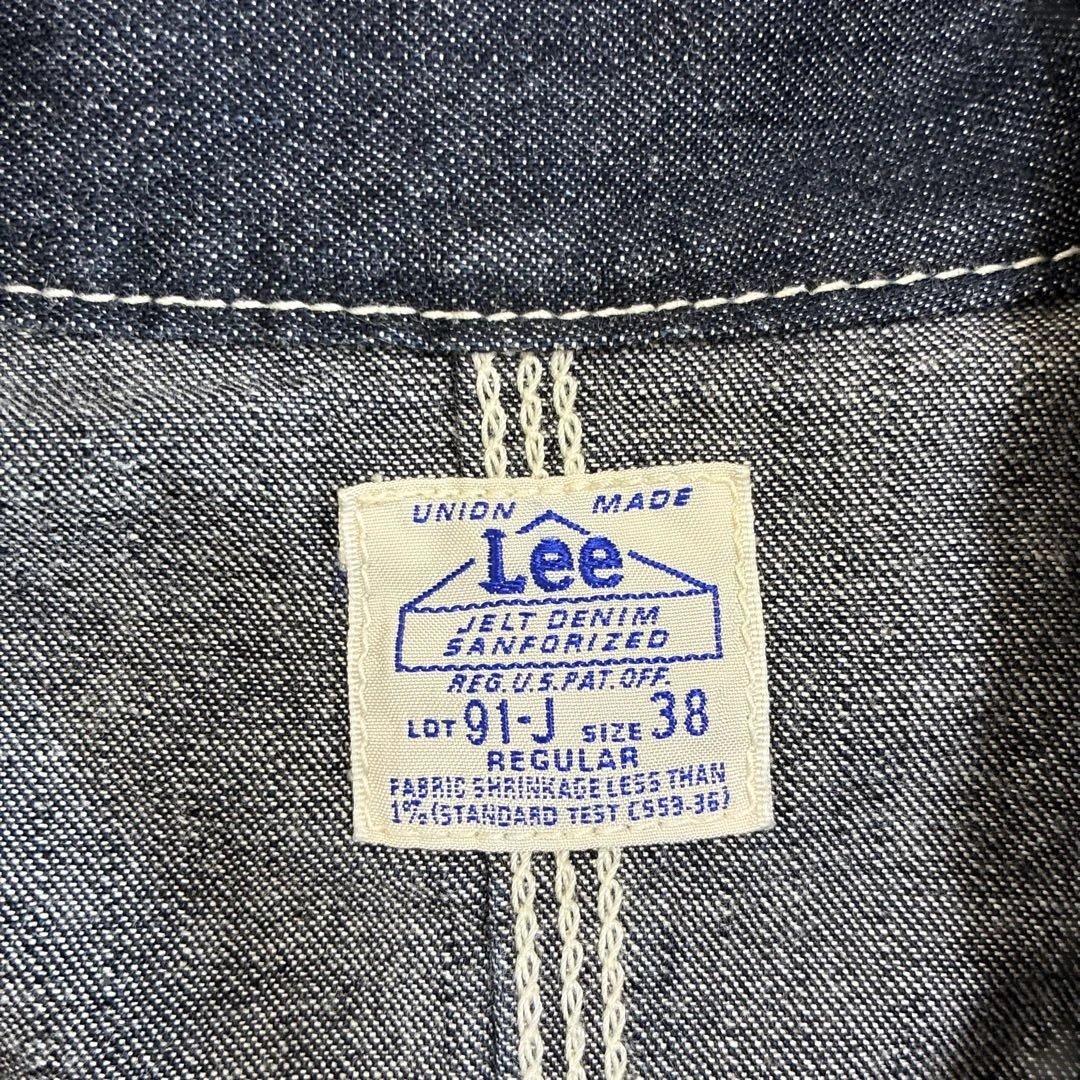 UNION MADE
Lee
JELT DENIM
SANFORIZED
REG. U.S. PAT. OFF.
LOT 91-J SIZE 38
REGULAR
FABRIC SHRINKAGE LESS THAN
1% (STANDARD TEST CS59-36)